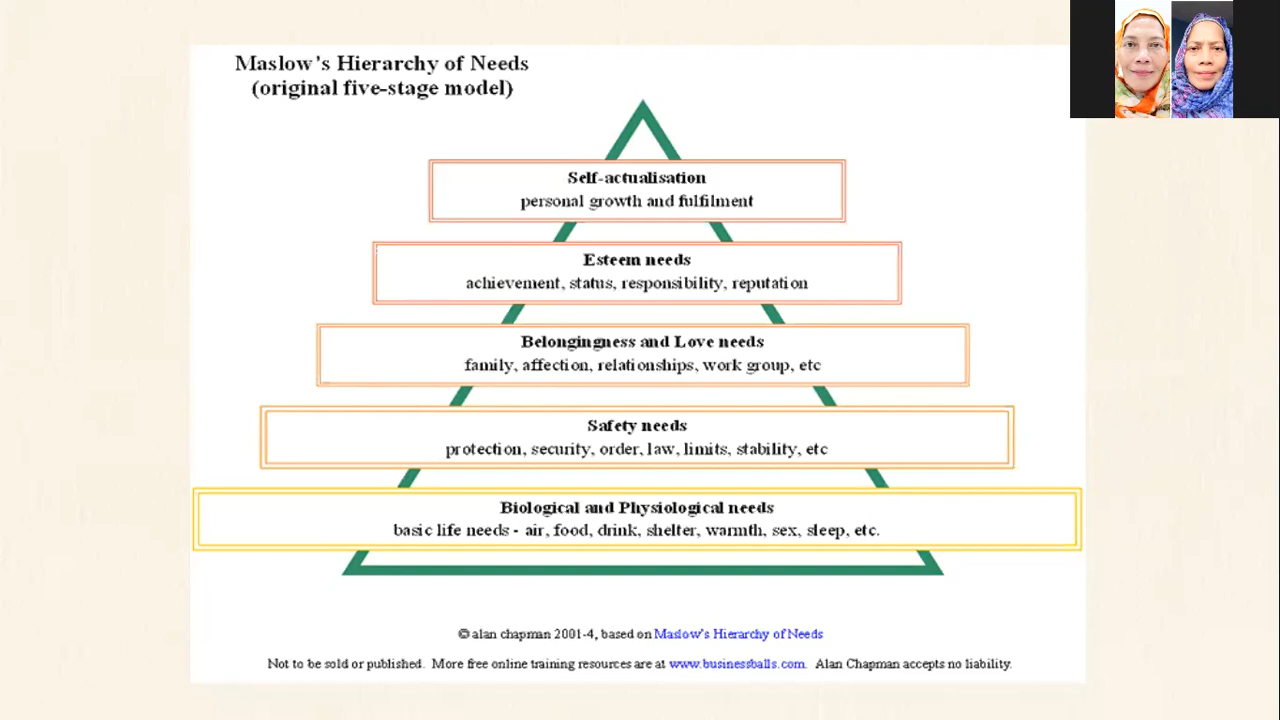 Maslow's Hierarchy of Needs
(original five-stage model)
Self-actualisation
personal growth and fulfilment
Esteem needs
achievement, status, responsibility, reputation
Belongingness and Love needs
family, affection, relationships, work group, etc
Safety needs
protection, security, order, law, limits, stability, etc
Biological and Physiological needs
basic life needs - air, food, drink, shelter, warmth, sex, sleep, etc.
© alan chapman 2001-4, based on Maslow's Hierarchy of Needs
Not to be sold or published. More free online training resources are at www.businessballs.com. Alan Chapman accepts no liability.